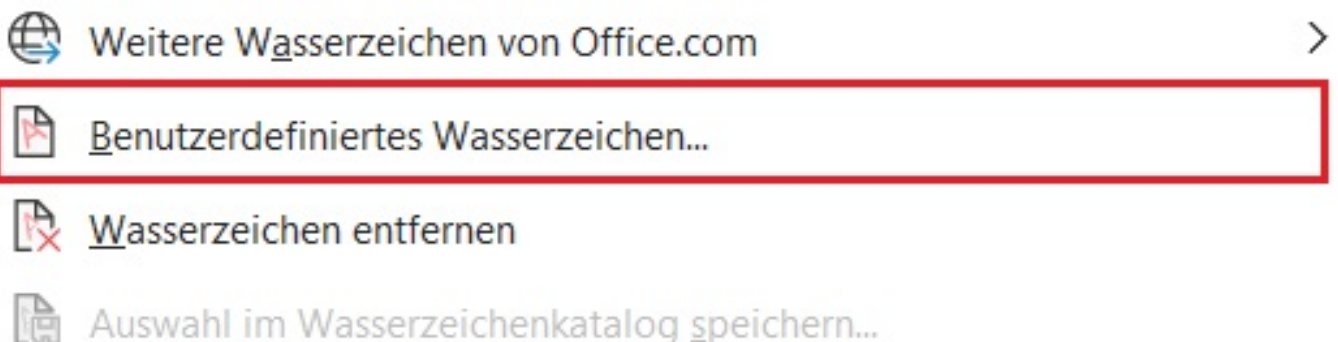 Weitere Wasserzeichen von Office.com
Benutzerdefiniertes Wasserzeichen...
Wasserzeichen entfernen
Auswahl im Wasserzeichenkatalog speichern...